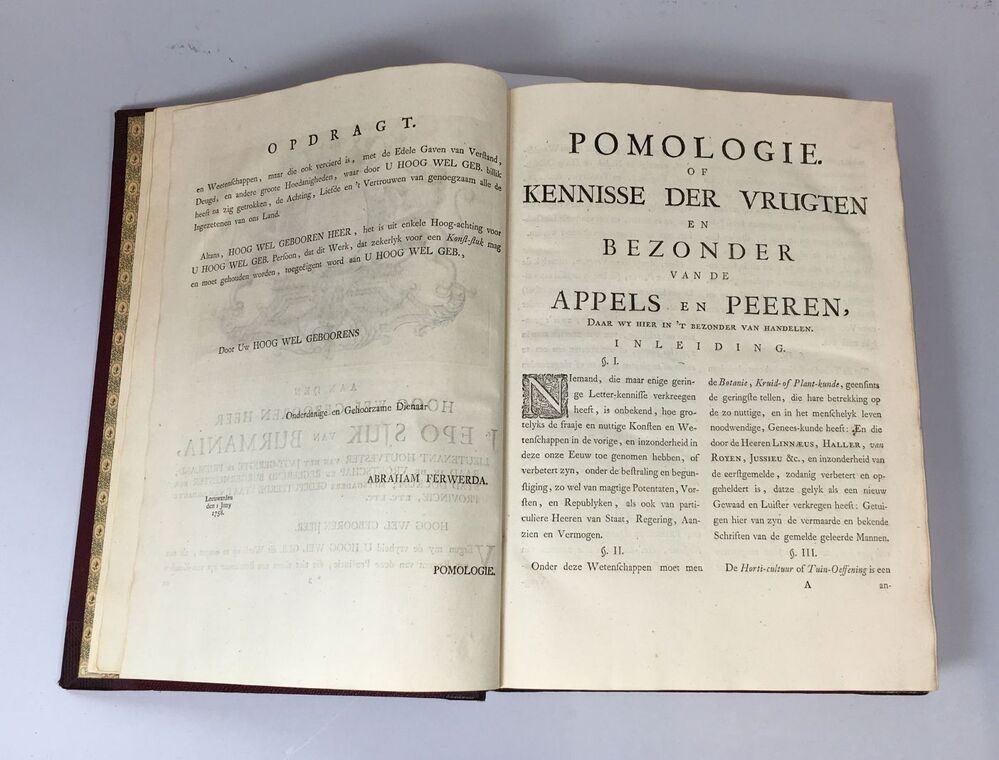 OPDRAGT.
en Weetenschappen, maar die ook vercierd is, met de Edele Gaven van Verſtand,
Deugd, en andere groote Hoedanigheden, waar door U HOOG WEL GEB. billik
heeft na zig getrokken, de Achting, Liefde en 't Vertrouwen van genoegzaam alle de
Ingezetenen van ons Land.
Altans, HOOG WEL GEBOOREN HEER, het is uit enkele Hoog-achting voor
U HOOG WEL GEB. Perſoon, dat dit Werk, dat zekerlyk voor een Konſt-ſtuk mag
en moet gehouden worden, toegeëigent word aan U HOOG WEL GEB.,
Door Uw HOOG WEL GEBOORENS
Onderdanige en Gehoorzame Dienaar
ABRAHAM FERWERDA.
Leeuwarden
den 1 Juny
1758.
POMOLOGIE.
POMOLOGIE.
OF
KENNISSE DER VRUGTEN
EN
BEZONDER
VAN DE
APPELS EN PEEREN,
DAAR WY HIER IN 'T BEZONDER VAN HANDELEN.
INLEIDING.
§. I.
NIemand, die maar enige gerin-
ge Letter-kenniſſe verkreegen
heeft, is onbekend, hoe gro-
telyks de fraaje en nuttige Konſten en We-
tenſchappen in de vorige, en inzonderheid in
deze onze Eeuw toe genomen hebben, of
verbetert zyn, onder de beſtraling en begun-
ſtiging, zo wel van magtige Potentaten, Vor-
ſten, en Republyken, als ook van parti-
culiere Heeren van Staat, Regering, Aan-
zien en Vermogen.
§. II.
Onder deze Wetenſchappen moet men
de Botanie, Kruid- of Plant-kunde, geenſints
de geringſte tellen, die hare betrekking op
de zo nuttige, en in het menſchelyk leven
noodwendige, Genees-kunde heeft: En die
door de Heeren LINNÆUS, HALLER, van
ROYEN, JUSSIEU &c., en inzonderheid van
de eerſtgemelde, zodanig verbetert en op-
gehelderd is, datze gelyk als een nieuw
Gewaad en Luiſter verkregen heeft: Getui-
gen hier van zyn de vermaarde en bekende
Schriften van de gemelde geleerde Mannen.
§. III.
De Horti-cultuur of Tuin-Oeffening is een
A an-